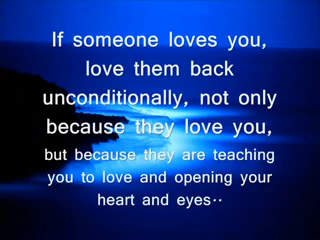 If someone loves you,
love them back
unconditionally, not only
because they love you,
but because they are teaching
you to love and opening your
heart and eyes..